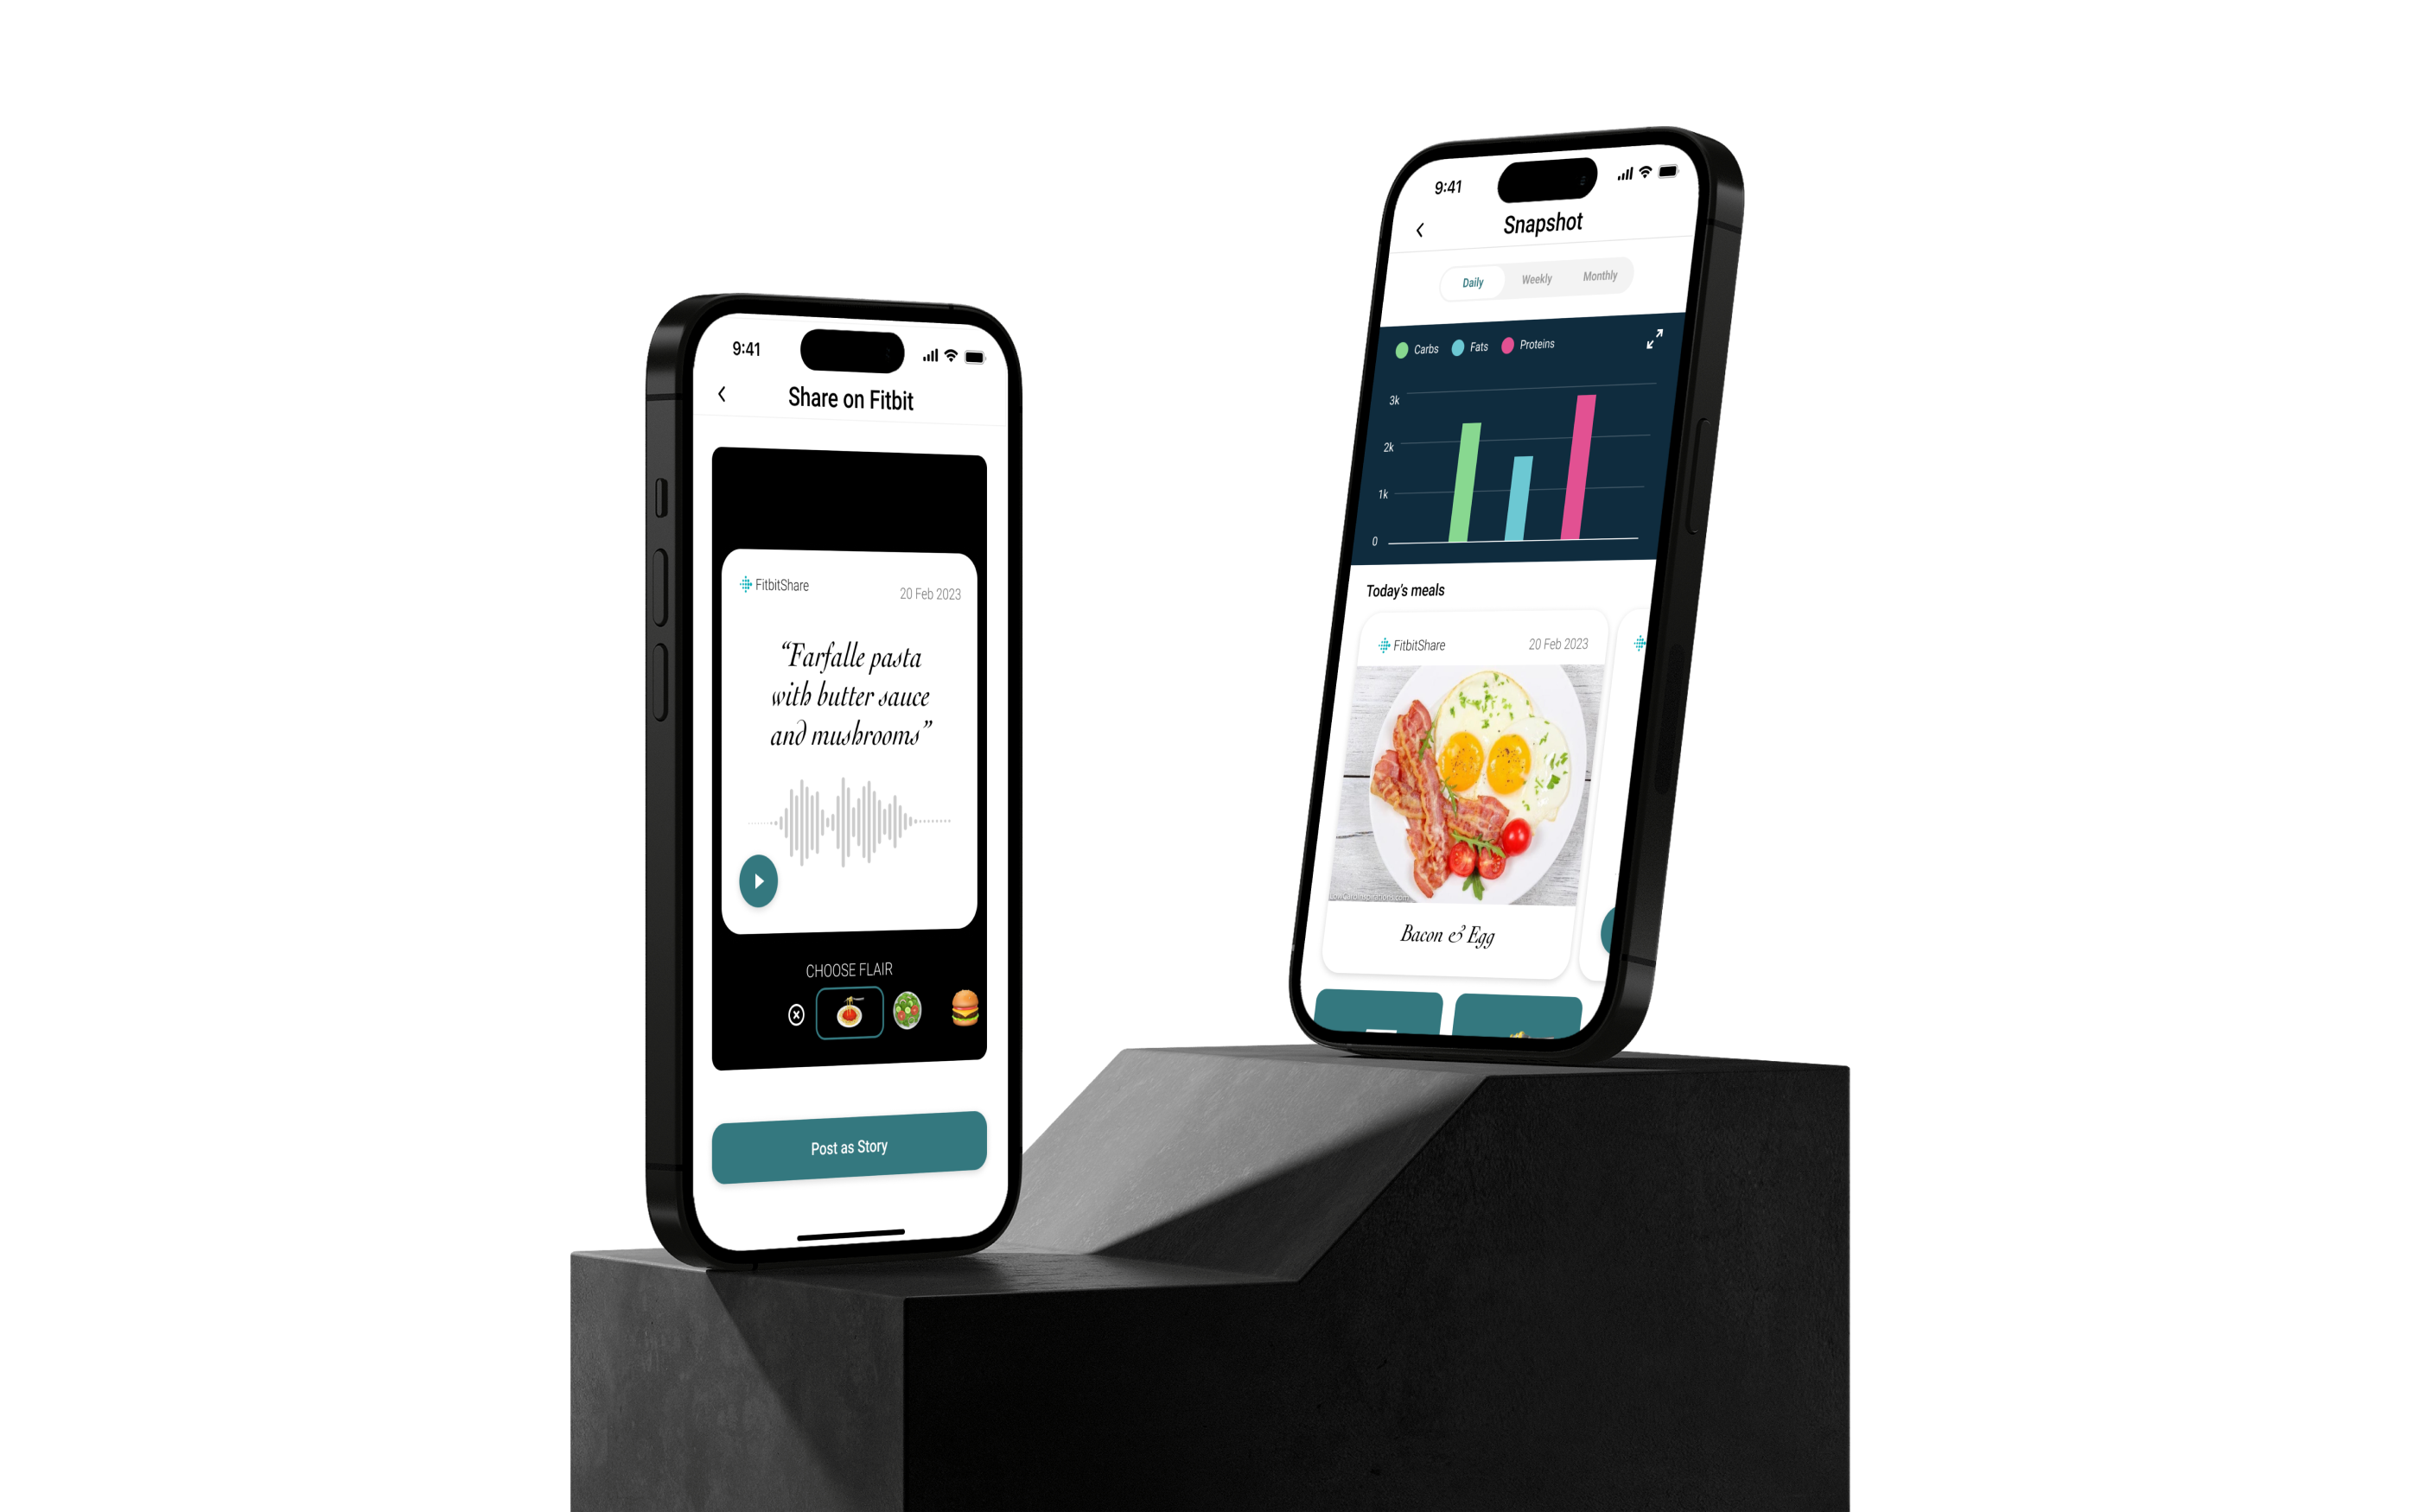 9:41
Share on Fitbit
FitbitShare
20 Feb 2023
“Farfalle pasta
with butter sauce
and mushrooms”
CHOOSE FLAIR
Post as Story
9:41
Snapshot
Daily Weekly Monthly
Carbs Fats Proteins
3k
2k
1k
0
Today's meals
FitbitShare
20 Feb 2023
Bacon & Egg